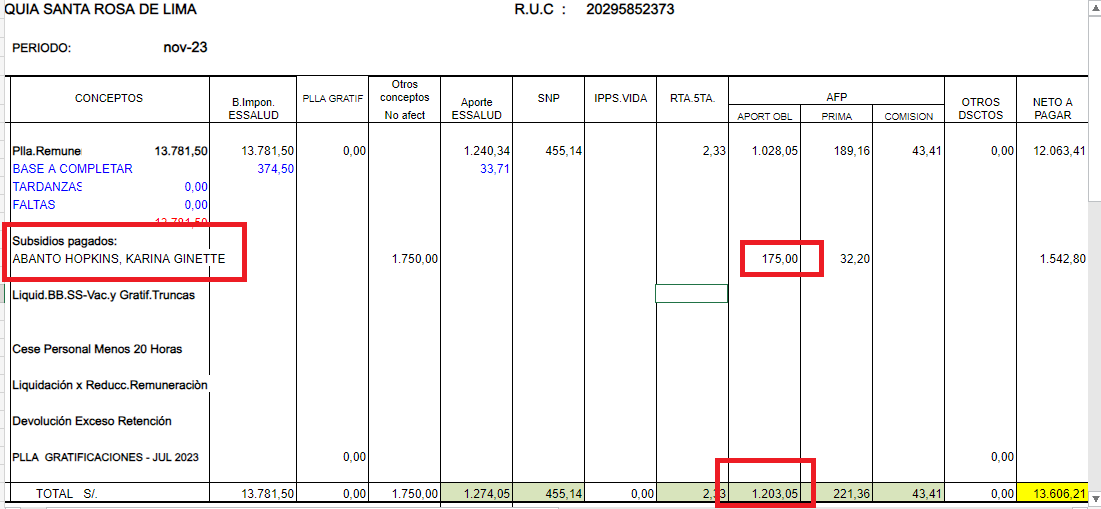 QUIA SANTA ROSA DE LIMA R.U.C : 20295852373
PERIODO: nov-23
CONCEPTOS B.Impon. ESSALUD PLLA GRATIF Otros conceptos No afect Aporte ESSALUD SNP IPPS.VIDA RTA.5TA. AFP APORT OBL PRIMA COMISION OTROS DSCTOS NETO A PAGAR
Plla.Remune 13.781,50 13.781,50 0,00 1.240,34 455,14 2,33 1.028,05 189,16 43,41 0,00 12.063,41
BASE A COMPLETAR 374,50 33,71
TARDANZAS 0,00
FALTAS 0,00
13.781,50
Subsidios pagados:
ABANTO HOPKINS, KARINA GINETTE 1.750,00 175,00 32,20 1.542,80
Liquid.BB.SS-Vac.y Gratif.Truncas
Cese Personal Menos 20 Horas
Liquidación x Reducc.Remuneraciòn
Devolución Exceso Retención
PLLA GRATIFICACIONES - JUL 2023 0,00 0,00
TOTAL S/. 13.781,50 0,00 1.750,00 1.274,05 455,14 0,00 2,33 1.203,05 221,36 43,41 0,00 13.606,21